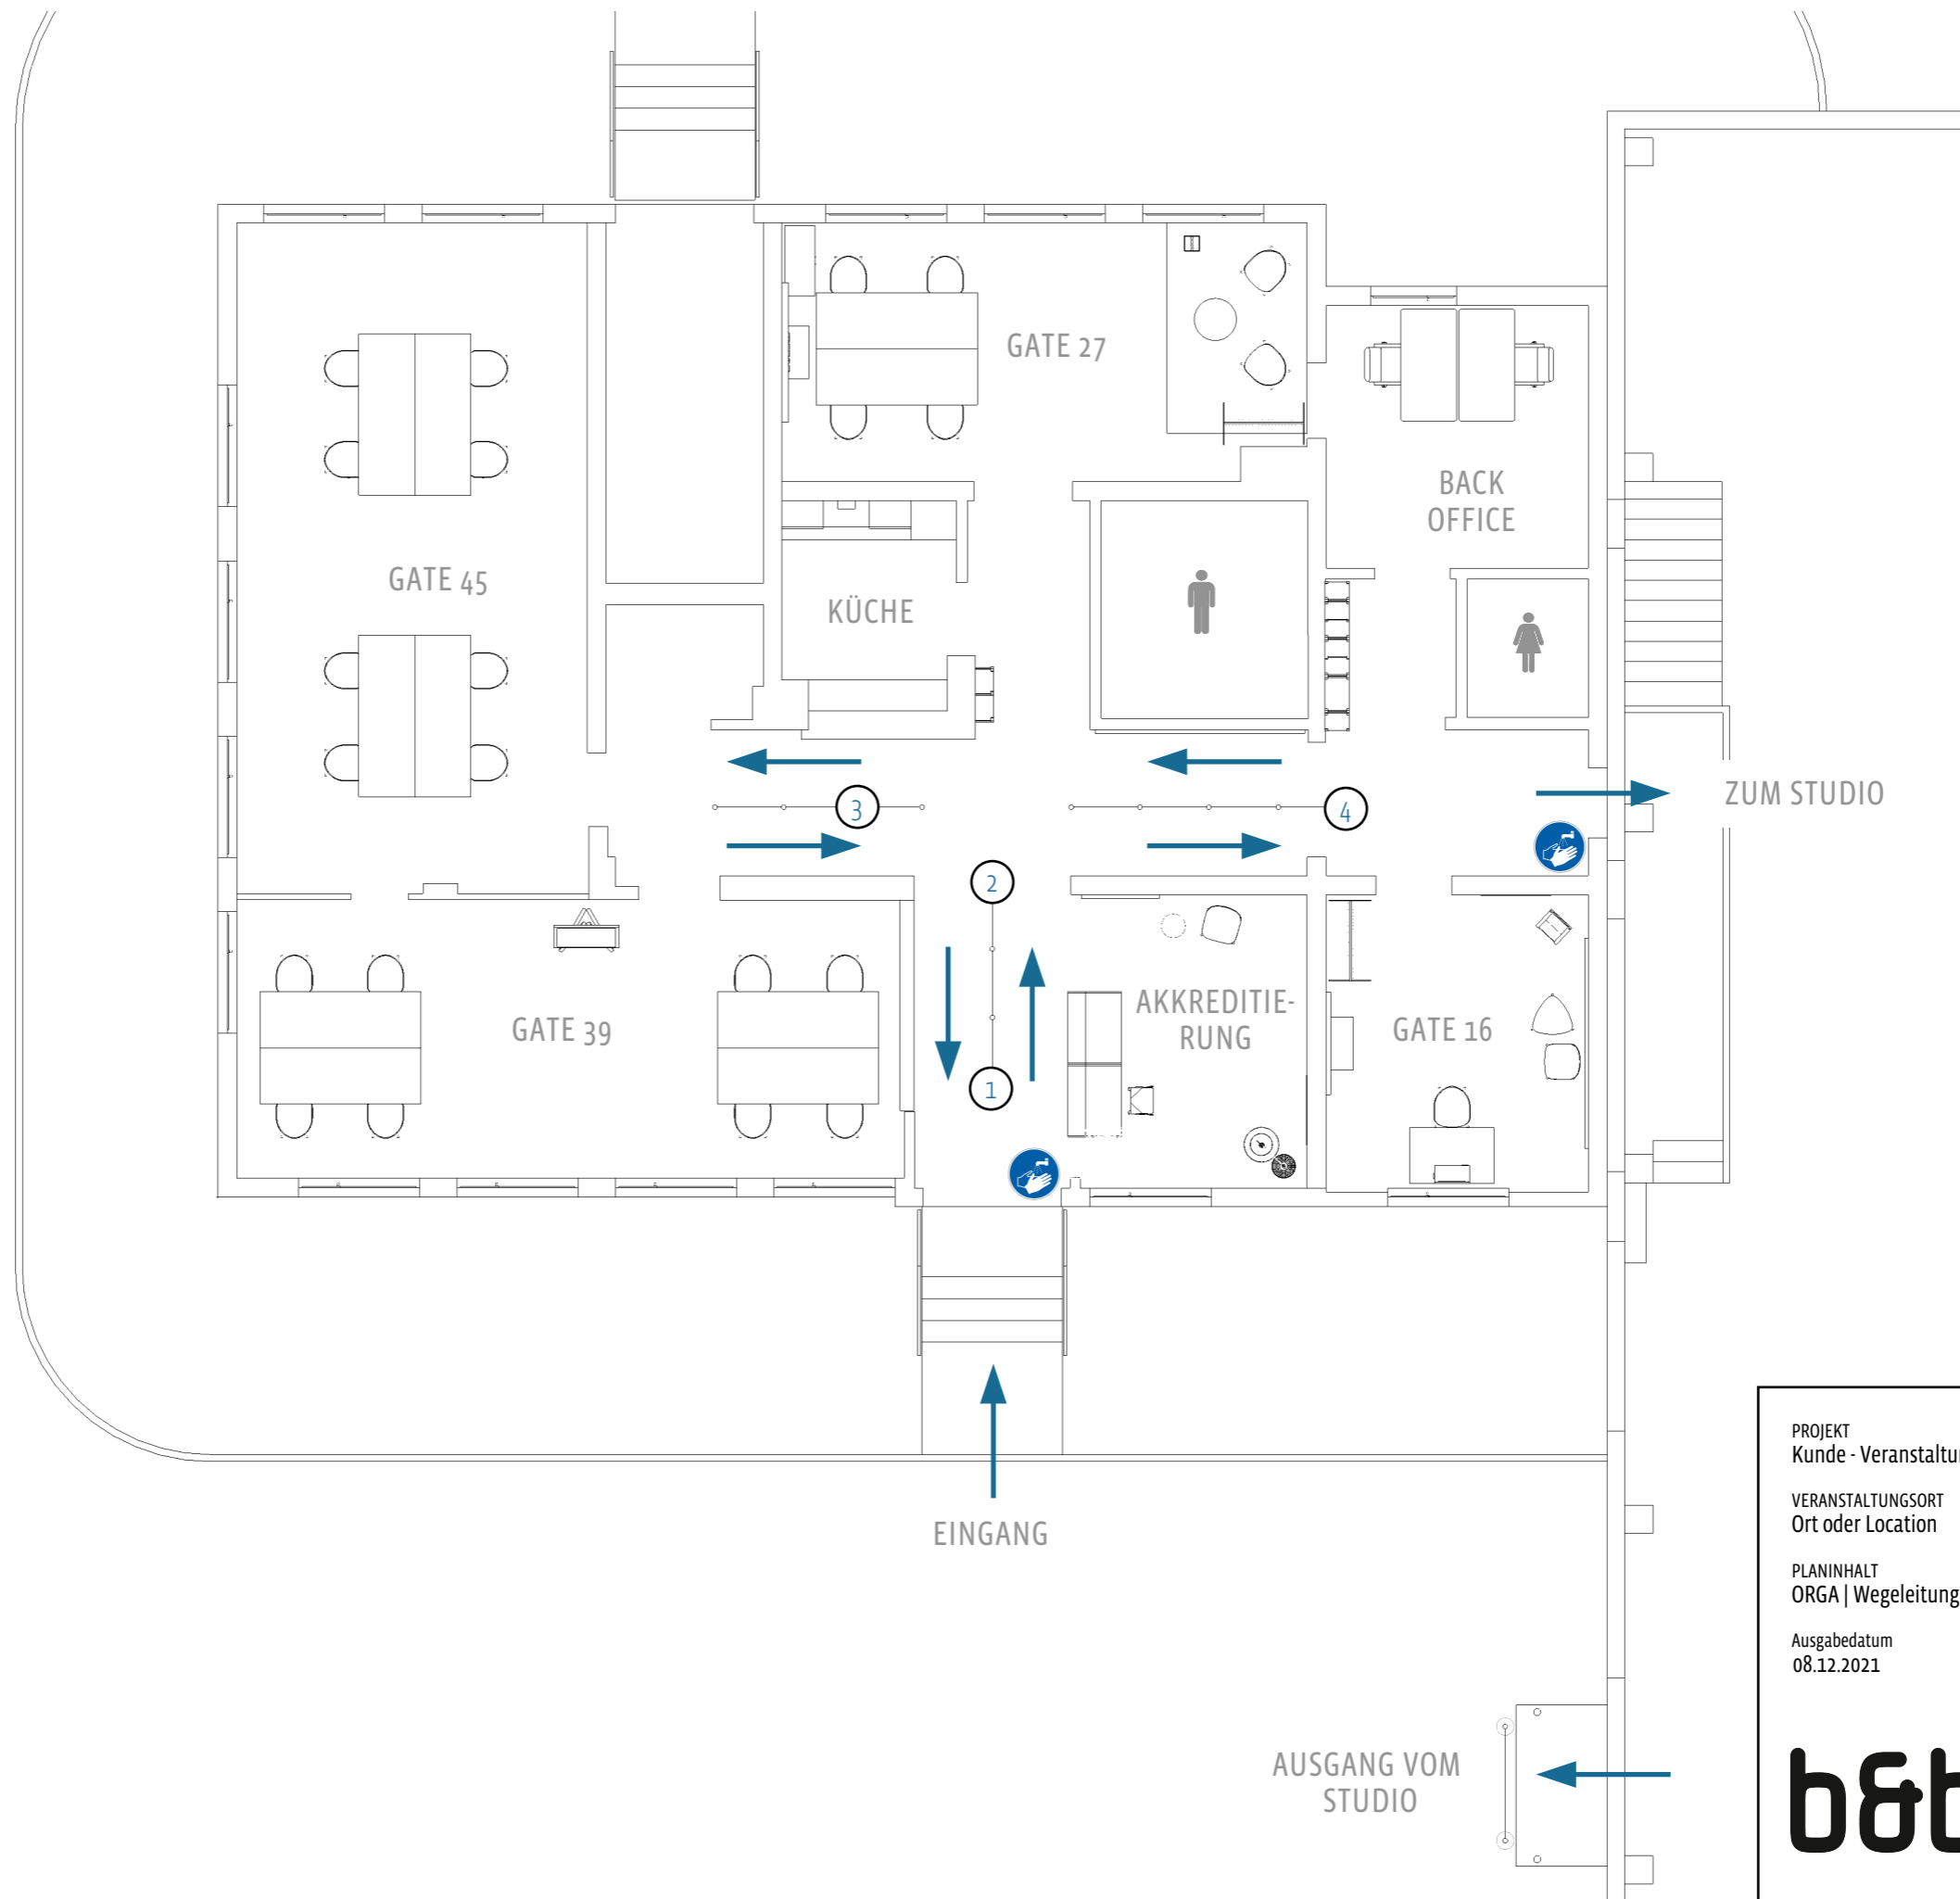 GATE 27
BACK
OFFICE
GATE 45
KÜCHE
ZUM STUDIO
3
4
2
AKKREDITIE-
RUNG
GATE 39
GATE 16
1
EINGANG
PROJEKT
Kunde - Veranstaltu
VERANSTALTUNGSORT
Ort oder Location
PLANINHALT
ORGA | Wegeleitung
Ausgabedatum
08.12.2021
AUSGANG VOM
STUDIO
b&b